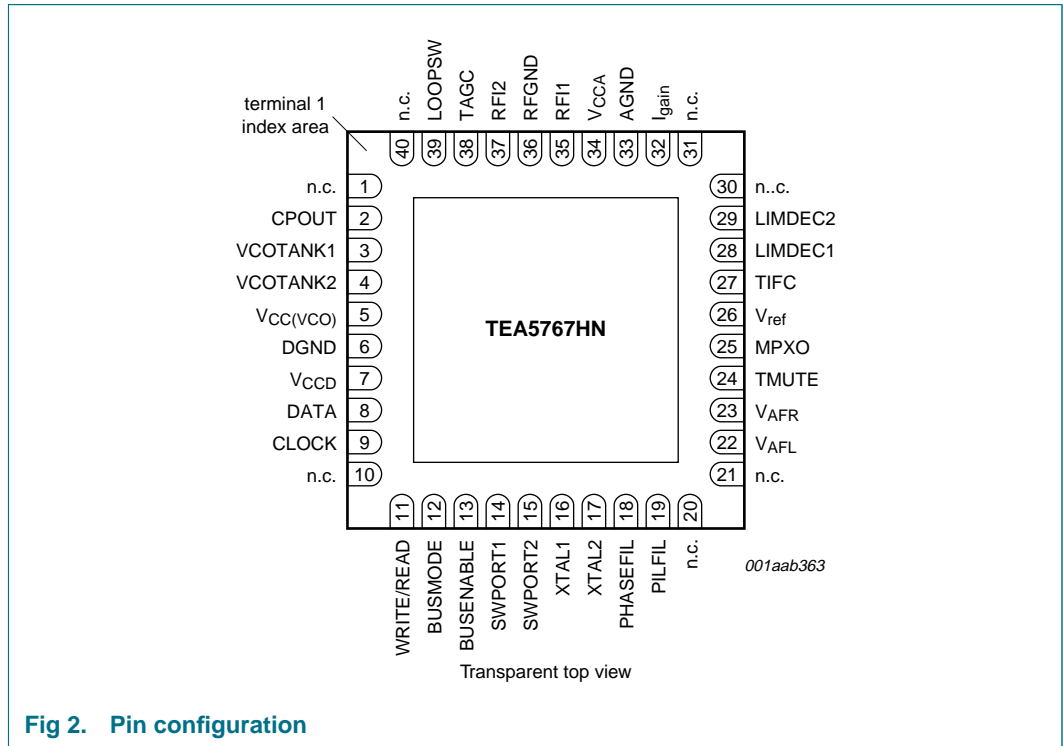 n.c.
LOOPSW
TAGC
RFI2
RFGND
RFI1
VCCA
AGND
Igain
n.c.
terminal 1
index area
40 39 38 37 36 35 34 33 32 31
n.c. 1
CPOUT 2
VCOTANK1 3
VCOTANK2 4
VCC(VCO) 5
DGND 6
VCCD 7
DATA 8
CLOCK 9
n.c. 10
TEA5767HN
30 n..c.
29 LIMDEC2
28 LIMDEC1
27 TIFC
26 Vref
25 MPXO
24 TMUTE
23 VAFR
22 VAFL
21 n.c.
11 12 13 14 15 16 17 18 19 20
WRITE/READ
BUSMODE
BUSENABLE
SWPORT1
SWPORT2
XTAL1
XTAL2
PHASEFIL
PILFIL
n.c.
001aab363
Transparent top view
Fig 2. Pin configuration